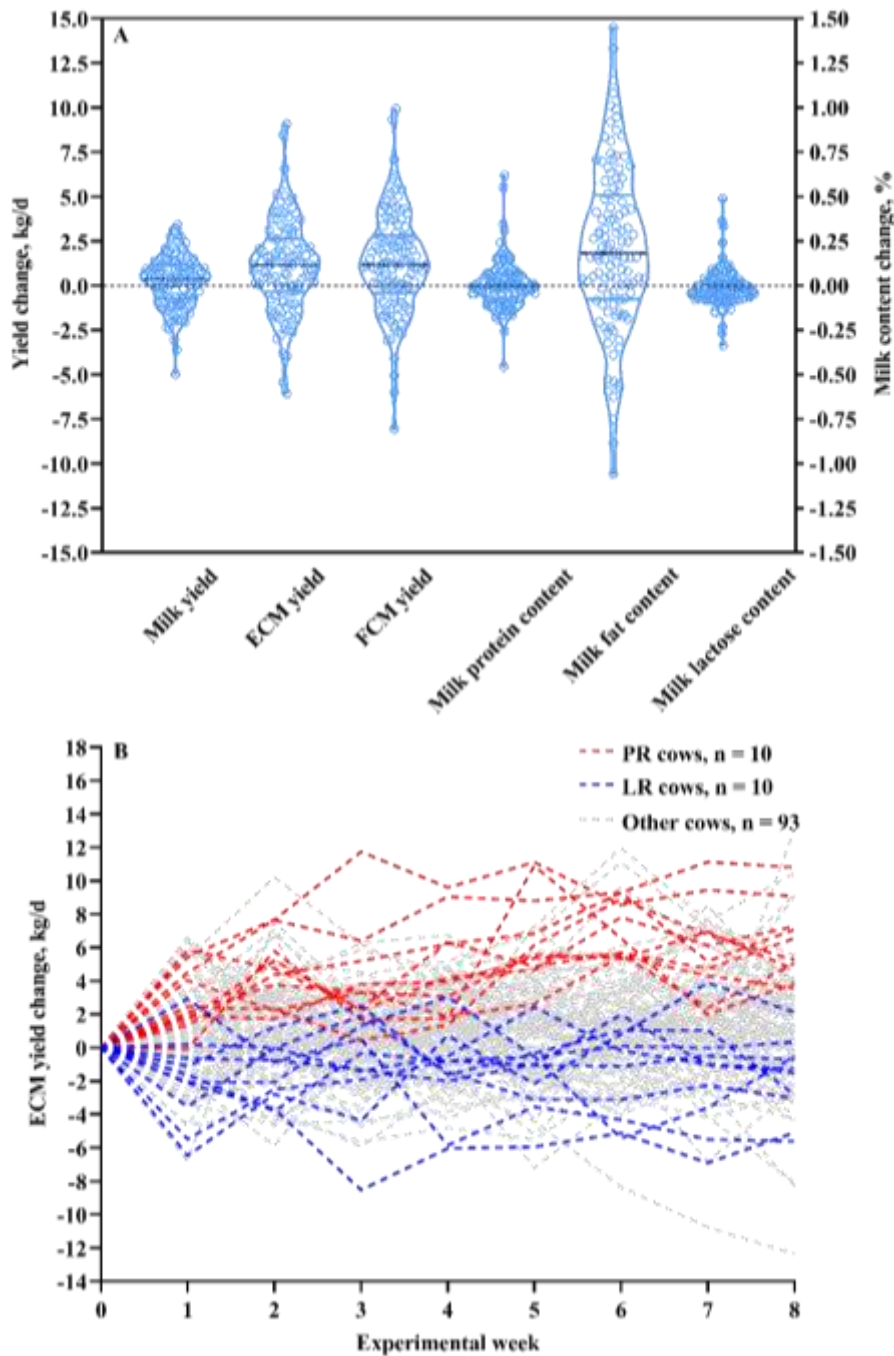 A
15.0
12.5
10.0
7.5
5.0
2.5
0.0
-2.5
-5.0
-7.5
-10.0
-12.5
-15.0
Yield change, kg/d
1.50
1.25
1.00
0.75
0.50
0.25
0.00
-0.25
-0.50
-0.75
-1.00
-1.25
-1.50
Milk content change, %
Milk yield
ECM yield
FCM yield
Milk protein content
Milk fat content
Milk lactose content
B
PR cows, n = 10
LR cows, n = 10
Other cows, n = 93
18
16
14
12
10
8
6
4
2
0
-2
-4
-6
-8
-10
-12
-14
ECM yield change, kg/d
0 1 2 3 4 5 6 7 8
Experimental week